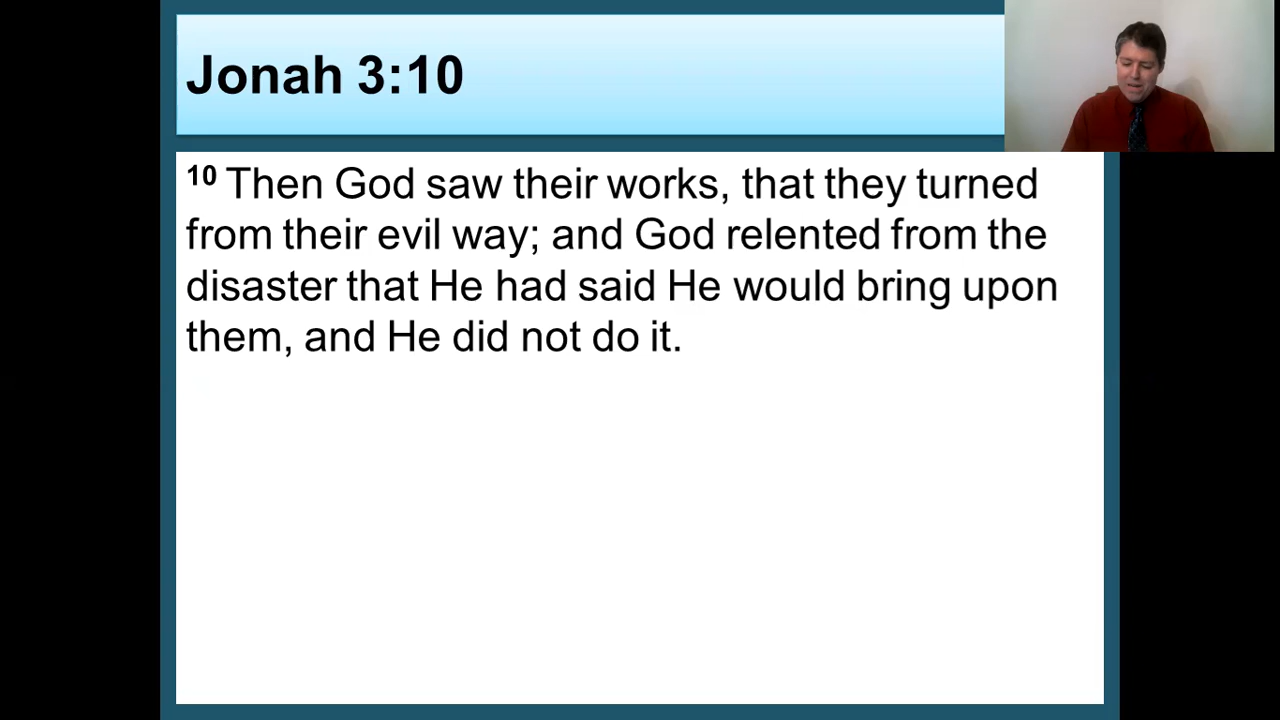 Jonah 3:10
10 Then God saw their works, that they turned
from their evil way; and God relented from the
disaster that He had said He would bring upon
them, and He did not do it.